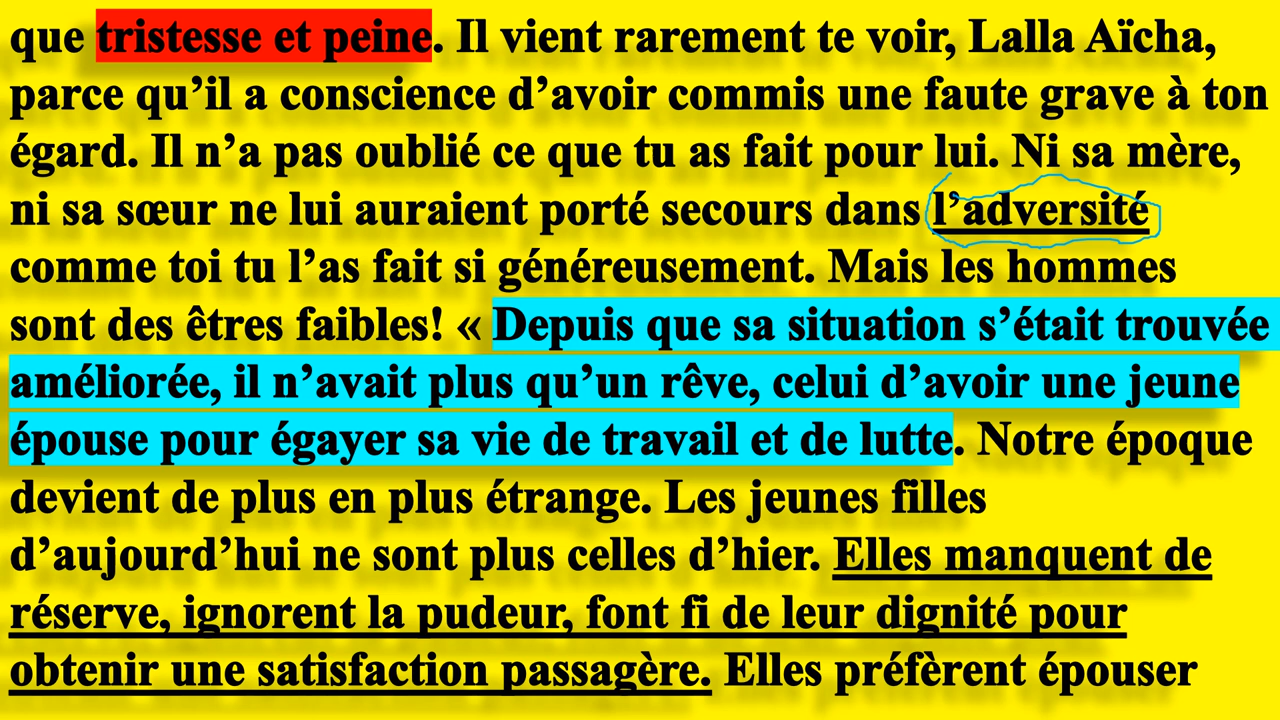 que tristesse et peine. Il vient rarement te voir, Lalla Aïcha,
parce qu’il a conscience d’avoir commis une faute grave à ton
égard. Il n’a pas oublié ce que tu as fait pour lui. Ni sa mère,
ni sa sœur ne lui auraient porté secours dans l’adversité
comme toi tu l’as fait si généreusement. Mais les hommes
sont des êtres faibles! « Depuis que sa situation s’était trouvée
améliorée, il n’avait plus qu’un rêve, celui d’avoir une jeune
épouse pour égayer sa vie de travail et de lutte. Notre époque
devient de plus en plus étrange. Les jeunes filles
d’aujourd’hui ne sont plus celles d’hier. Elles manquent de
réserve, ignorent la pudeur, font fi de leur dignité pour
obtenir une satisfaction passagère. Elles préfèrent épouser